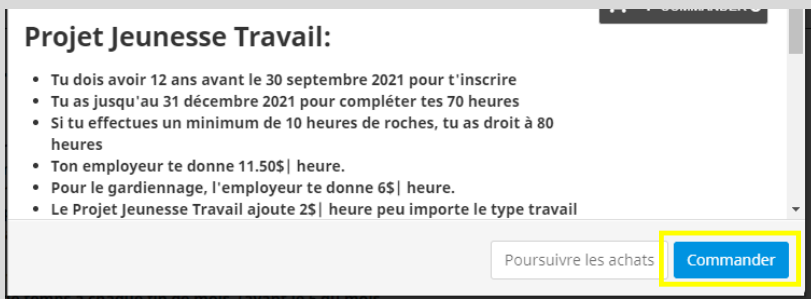 Projet Jeunesse Travail:
• Tu dois avoir 12 ans avant le 30 septembre 2021 pour t'inscrire
• Tu as jusqu'au 31 décembre 2021 pour compléter tes 70 heures
• Si tu effectues un minimum de 10 heures de roches, tu as droit à 80
heures
• Ton employeur te donne 11.50$| heure.
• Pour le gardiennage, l'employeur te donne 6$| heure.
• Le Projet Jeunesse Travail ajoute 2$| heure peu importe le type travail
Poursuivre les achats
Commander